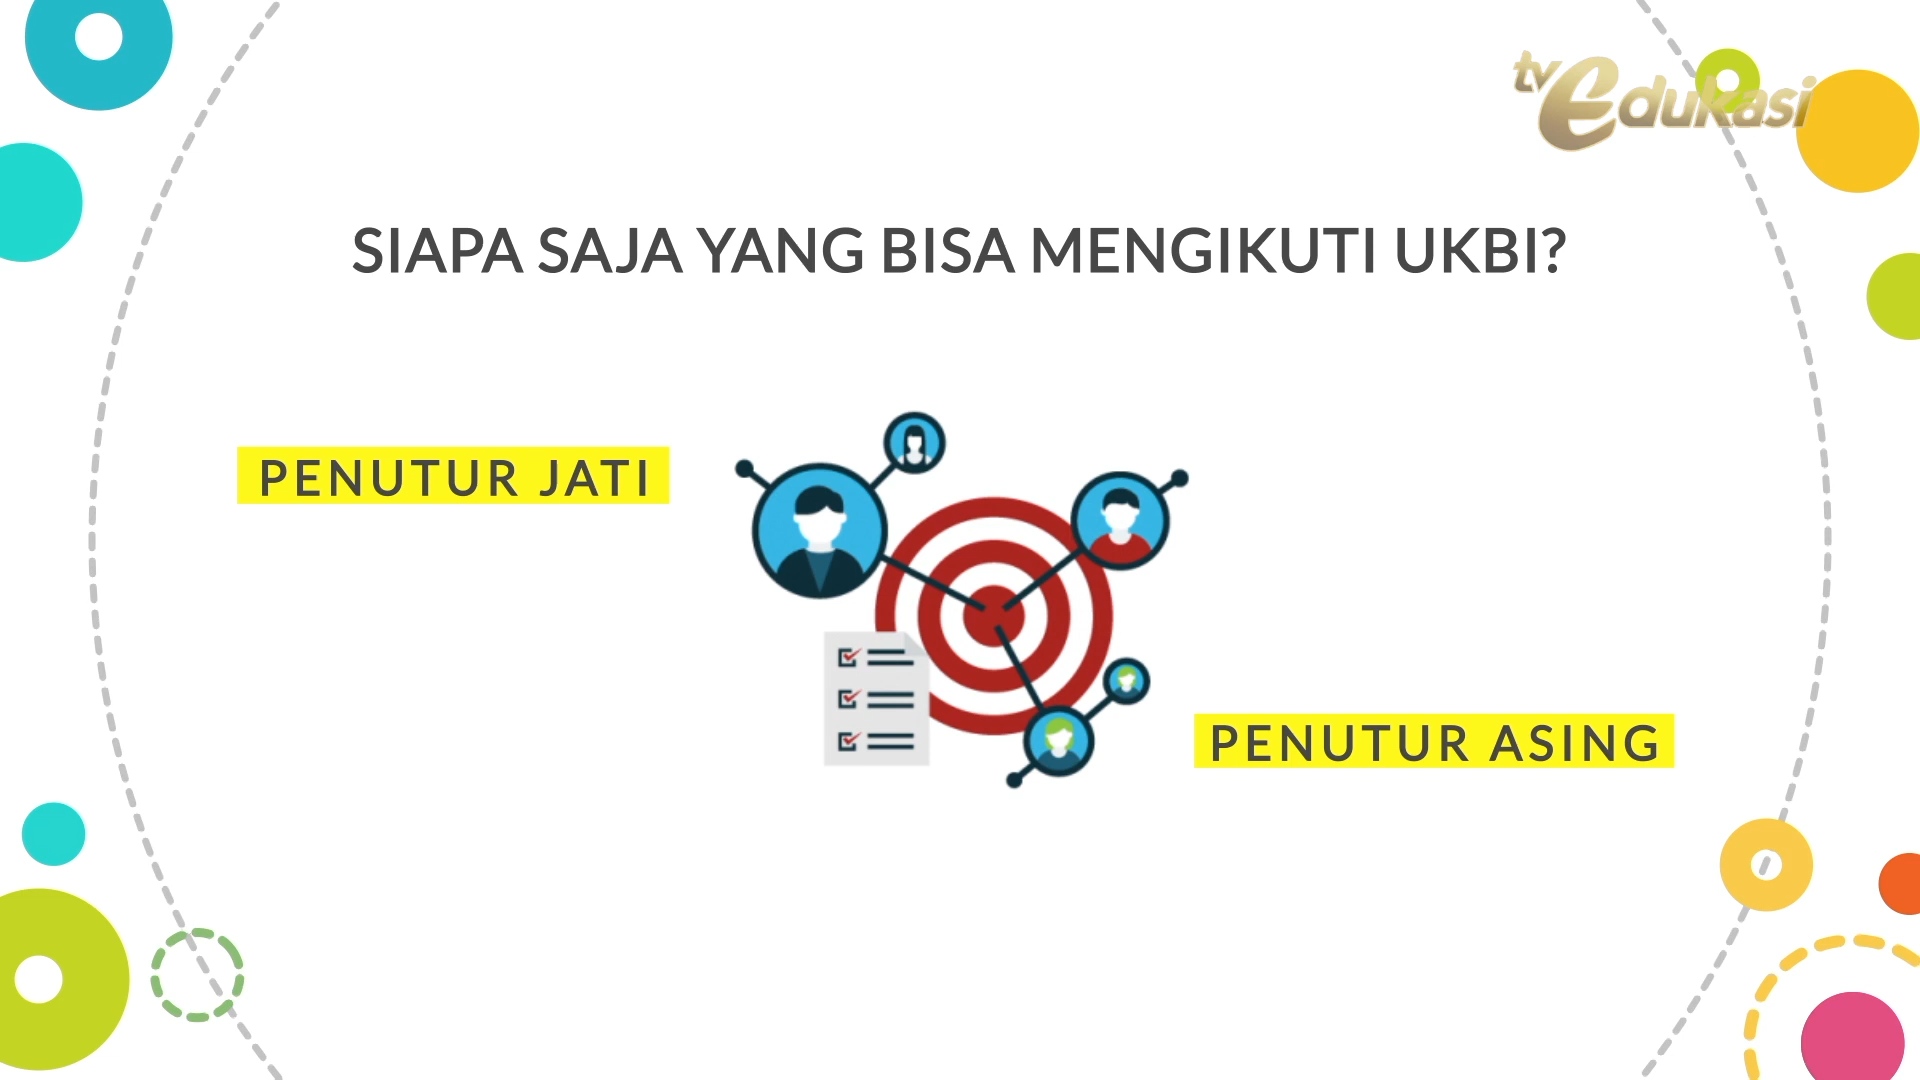 tv Edukasi
SIAPA SAJA YANG BISA MENGIKUTI UKBI?
PENUTUR JATI
PENUTUR ASING